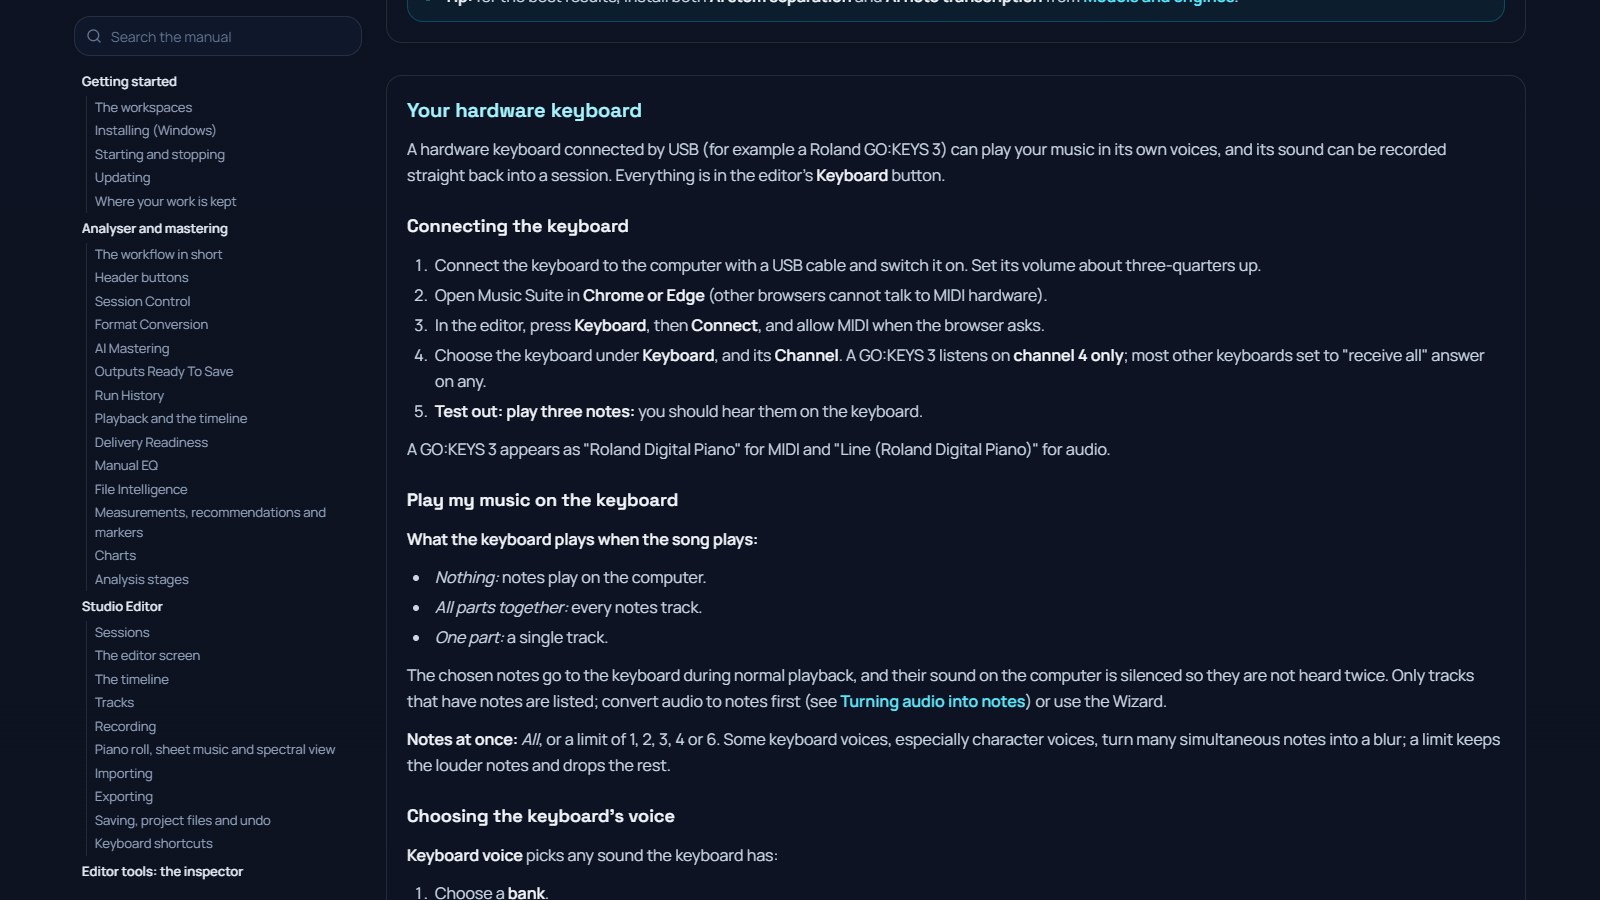 Search the manual
Getting started
The workspaces
Installing (Windows)
Starting and stopping
Updating
Where your work is kept
Analyser and mastering
The workflow in short
Header buttons
Session Control
Format Conversion
AI Mastering
Outputs Ready To Save
Run History
Playback and the timeline
Delivery Readiness
Manual EQ
File Intelligence
Measurements, recommendations and
markers
Charts
Analysis stages
Studio Editor
Sessions
The editor screen
The timeline
Tracks
Recording
Piano roll, sheet music and spectral view
Importing
Exporting
Saving, project files and undo
Keyboard shortcuts
Editor tools: the inspector
Tip: for the best results, install both AI stem separation and AI note transcription from Models and engines.
Your hardware keyboard
A hardware keyboard connected by USB (for example a Roland GO:KEYS 3) can play your music in its own voices, and its sound can be recorded
straight back into a session. Everything is in the editor's Keyboard button.
Connecting the keyboard
1. Connect the keyboard to the computer with a USB cable and switch it on. Set its volume about three-quarters up.
2. Open Music Suite in Chrome or Edge (other browsers cannot talk to MIDI hardware).
3. In the editor, press Keyboard, then Connect, and allow MIDI when the browser asks.
4. Choose the keyboard under Keyboard, and its Channel. A GO:KEYS 3 listens on channel 4 only; most other keyboards set to "receive all" answer
on any.
5. Test out: play three notes: you should hear them on the keyboard.
A GO:KEYS 3 appears as "Roland Digital Piano" for MIDI and "Line (Roland Digital Piano)" for audio.
Play my music on the keyboard
What the keyboard plays when the song plays:
• Nothing: notes play on the computer.
• All parts together: every notes track.
• One part: a single track.
The chosen notes go to the keyboard during normal playback, and their sound on the computer is silenced so they are not heard twice. Only tracks
that have notes are listed; convert audio to notes first (see Turning audio into notes) or use the Wizard.
Notes at once: All, or a limit of 1, 2, 3, 4 or 6. Some keyboard voices, especially character voices, turn many simultaneous notes into a blur; a limit keeps
the louder notes and drops the rest.
Choosing the keyboard's voice
Keyboard voice picks any sound the keyboard has:
1. Choose a bank.